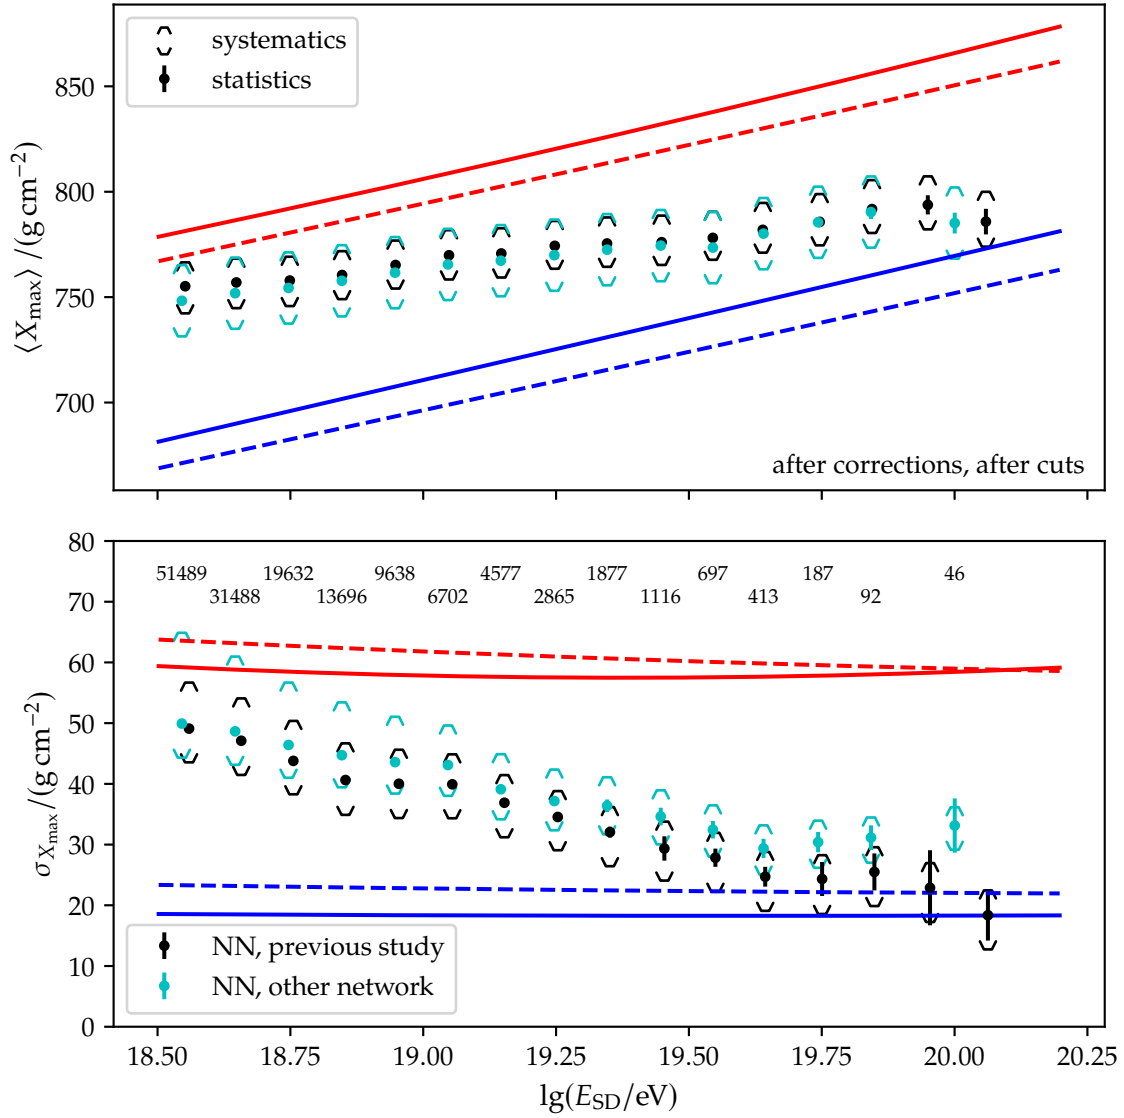 systematics
statistics
850
800
750
700
⟨X_max⟩/(g cm⁻²)
after corrections, after cuts
80
70
60
50
40
30
20
10
0
σ_Xmax/(g cm⁻²)
51489 19632 9638 4577 1877 697 187 46
31488 13696 6702 2865 1116 413 92
NN, previous study
NN, other network
18.50 18.75 19.00 19.25 19.50 19.75 20.00 20.25
lg(E_SD/eV)